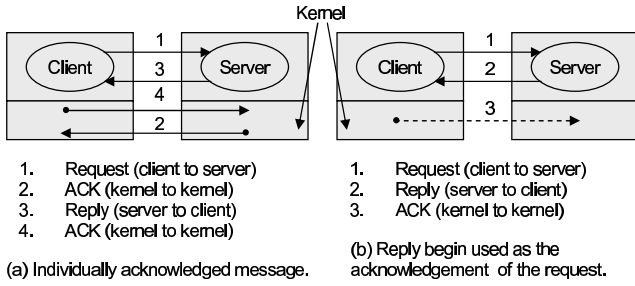 Kernel
1
3
4
2
Client
Server
1
2
3
Client
Server
1. Request (client to server)
2. ACK (kernel to kernel)
3. Reply (server to client)
4. ACK (kernel to kernel)
(a) Individually acknowledged message.
1. Request (client to server)
2. Reply (server to client)
3. ACK (kernel to kernel)
(b) Reply begin used as the
acknowledgement of the request.